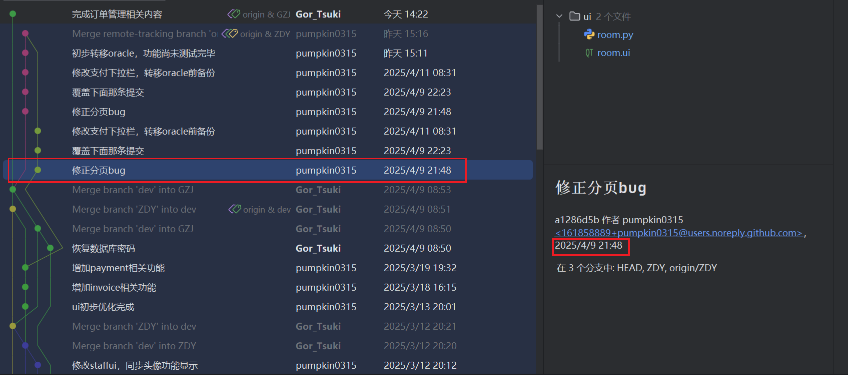 完成订单管理相关内容 origin & GZJ Gor_Tsuki 今天 14:22
Merge remote-tracking branch 'or origin & ZDY pumpkin0315 昨天 15:16
初步转移oracle，功能尚未测试完毕 pumpkin0315 昨天 15:11
修改支付下拉栏，转移oracle前备份 pumpkin0315 2025/4/11 08:31
覆盖下面那条提交 pumpkin0315 2025/4/9 22:23
修正分页bug pumpkin0315 2025/4/9 21:48
修改支付下拉栏，转移oracle前备份 pumpkin0315 2025/4/11 08:31
覆盖下面那条提交 pumpkin0315 2025/4/9 22:23
修正分页bug pumpkin0315 2025/4/9 21:48
Merge branch 'dev' into GZJ Gor_Tsuki 2025/4/9 08:53
Merge branch 'ZDY' into dev origin & dev Gor_Tsuki 2025/4/9 08:51
Merge branch 'dev' into GZJ Gor_Tsuki 2025/4/9 08:50
恢复数据库密码 Gor_Tsuki 2025/4/9 08:50
增加payment相关功能 pumpkin0315 2025/3/19 19:32
增加invoice相关功能 pumpkin0315 2025/3/18 16:15
ui初步优化完成 pumpkin0315 2025/3/13 20:01
Merge branch 'ZDY' into dev Gor_Tsuki 2025/3/12 20:21
Merge branch 'dev' into ZDY Gor_Tsuki 2025/3/12 20:20
修改staffui，同步头像功能显示 pumpkin0315 2025/3/12 20:12
ui 2 个文件
room.py
room.ui
修正分页bug
a1286d5b 作者 pumpkin0315
<161858889+pumpkin0315@users.noreply.github.com>,
2025/4/9 21:48
在 3 个分支中: HEAD, ZDY, origin/ZDY